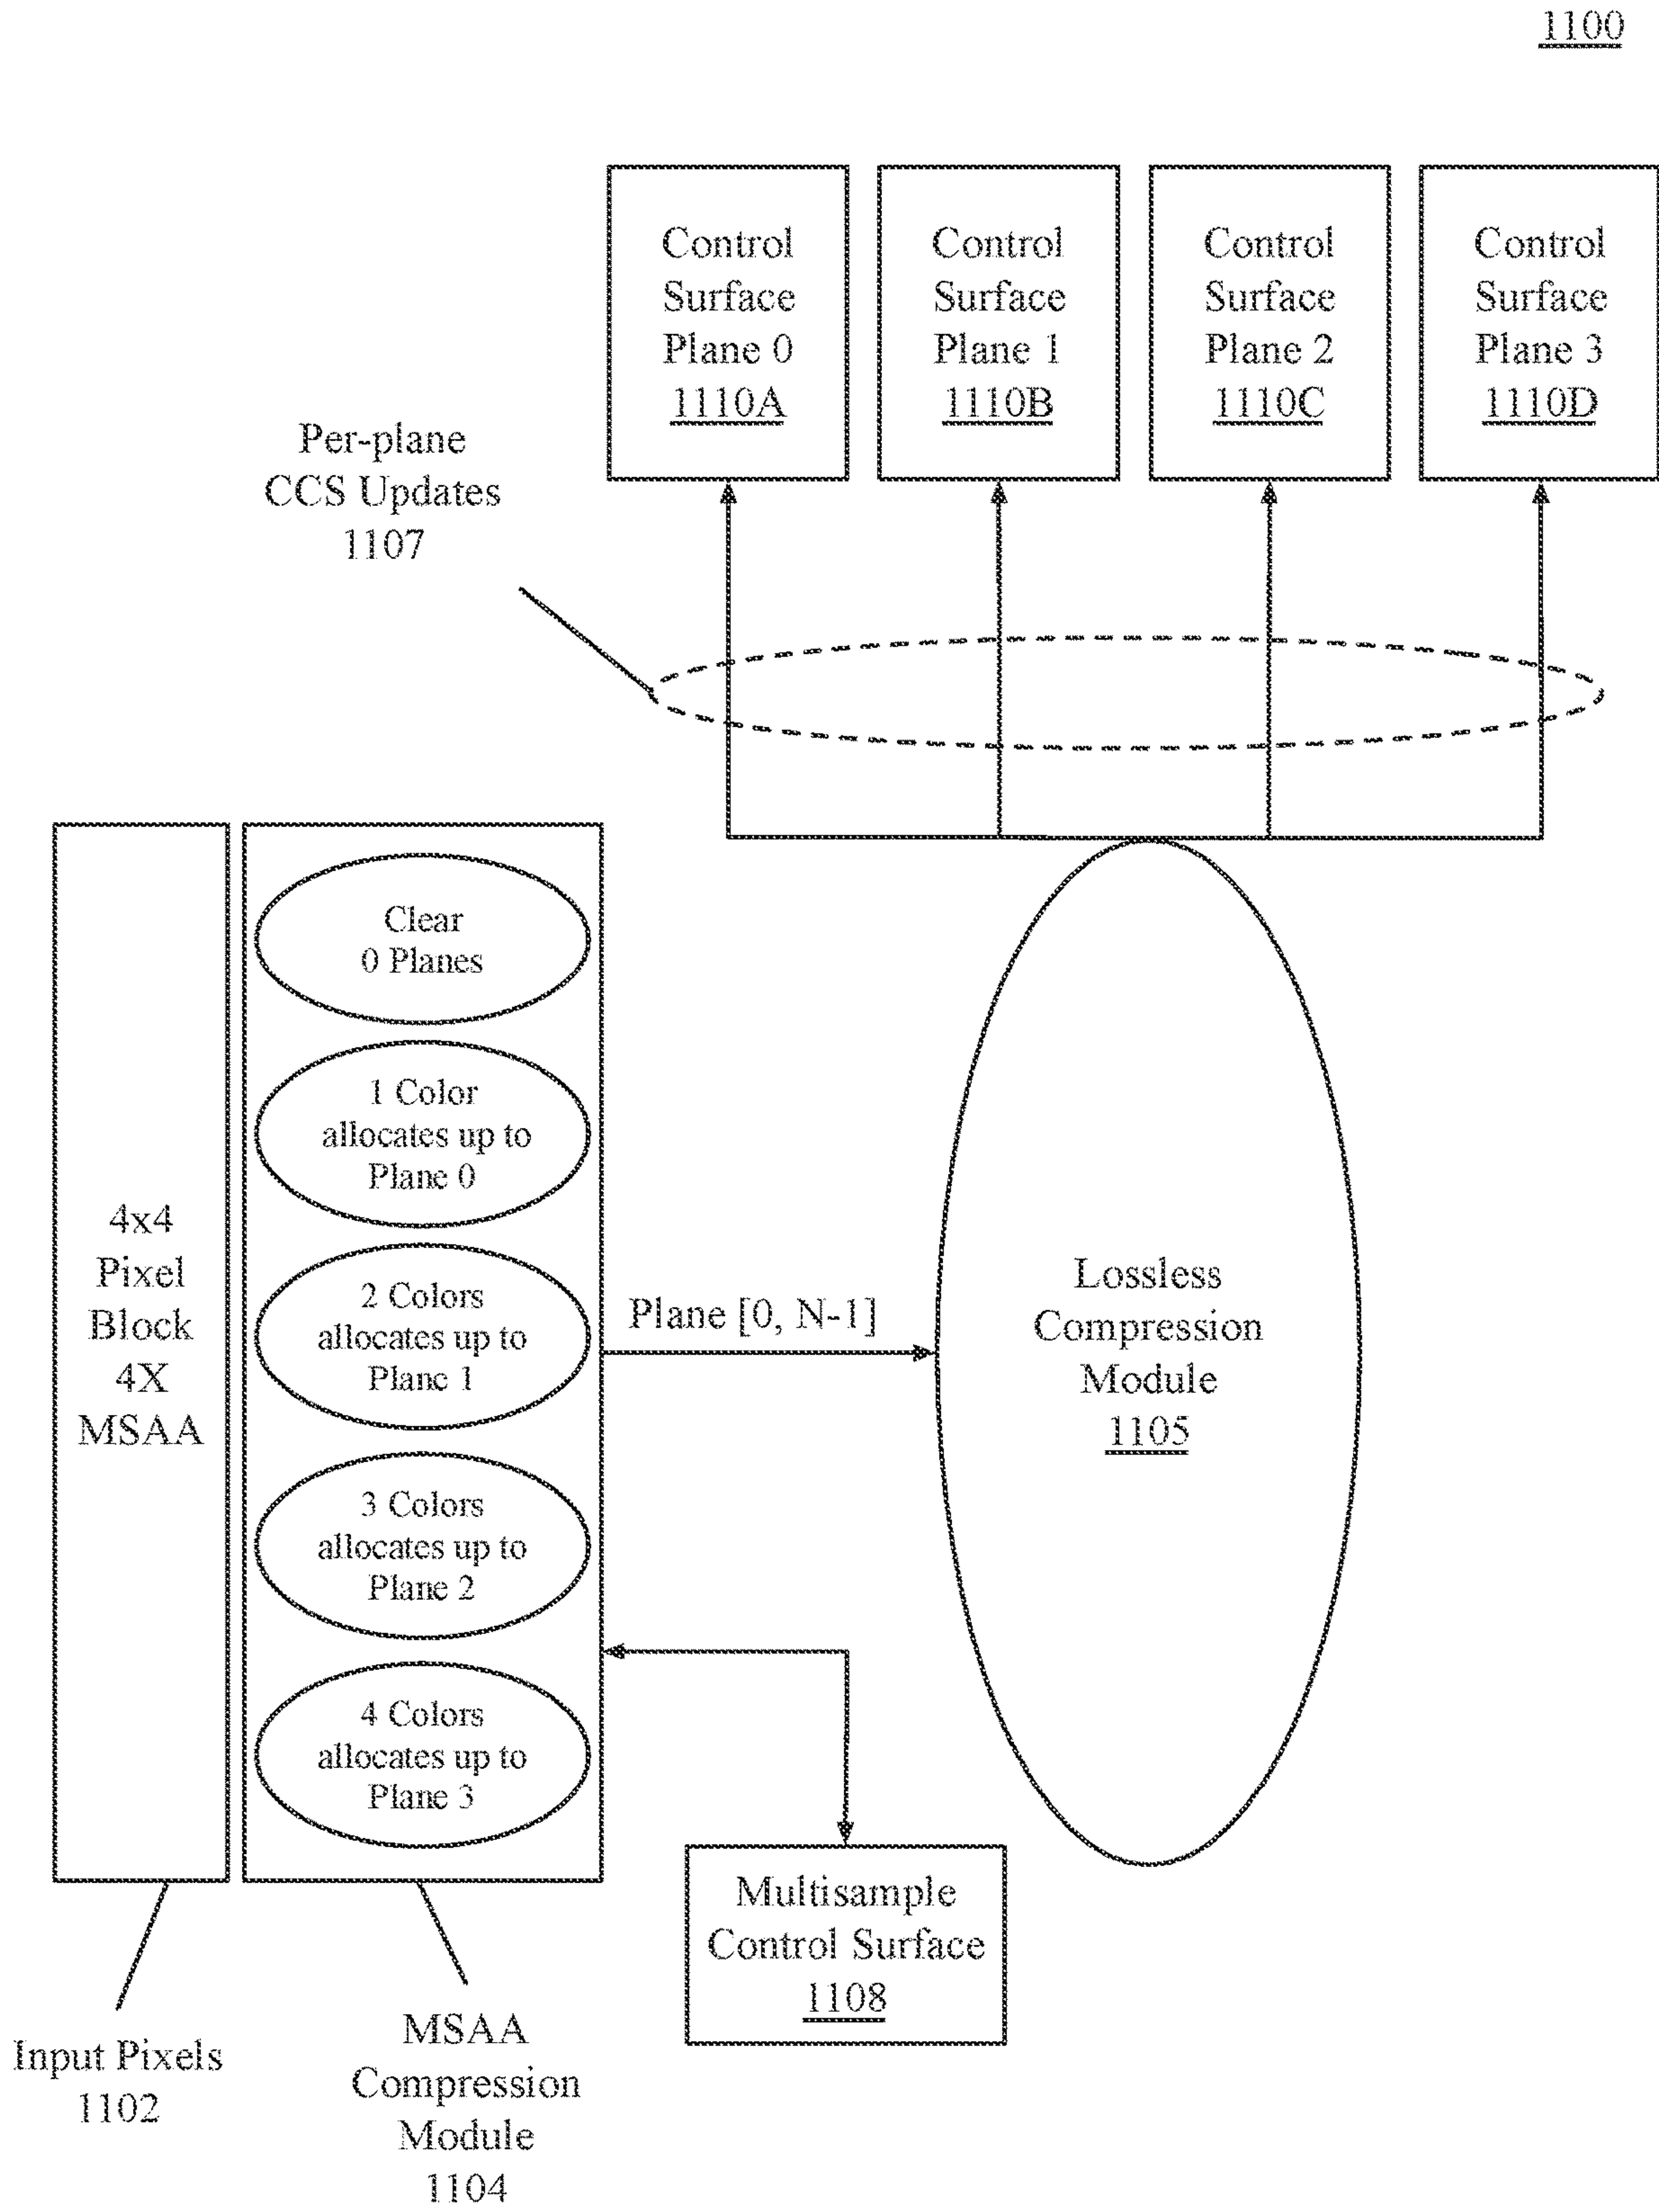 1100
Control
Surface
Plane 0
1110A
Control
Surface
Plane 1
1110B
Control
Surface
Plane 2
1110C
Control
Surface
Plane 3
1110D
Per-plane
CCS Updates
1107
4x4
Pixel
Block
4X
MSAA
Clear
0 Planes
1 Color
allocates up to
Plane 0
2 Colors
allocates up to
Plane 1
3 Colors
allocates up to
Plane 2
4 Colors
allocates up to
Plane 3
Plane [0, N-1]
Lossless
Compression
Module
1105
Multisample
Control Surface
1108
Input Pixels
1102
MSAA
Compression
Module
1104